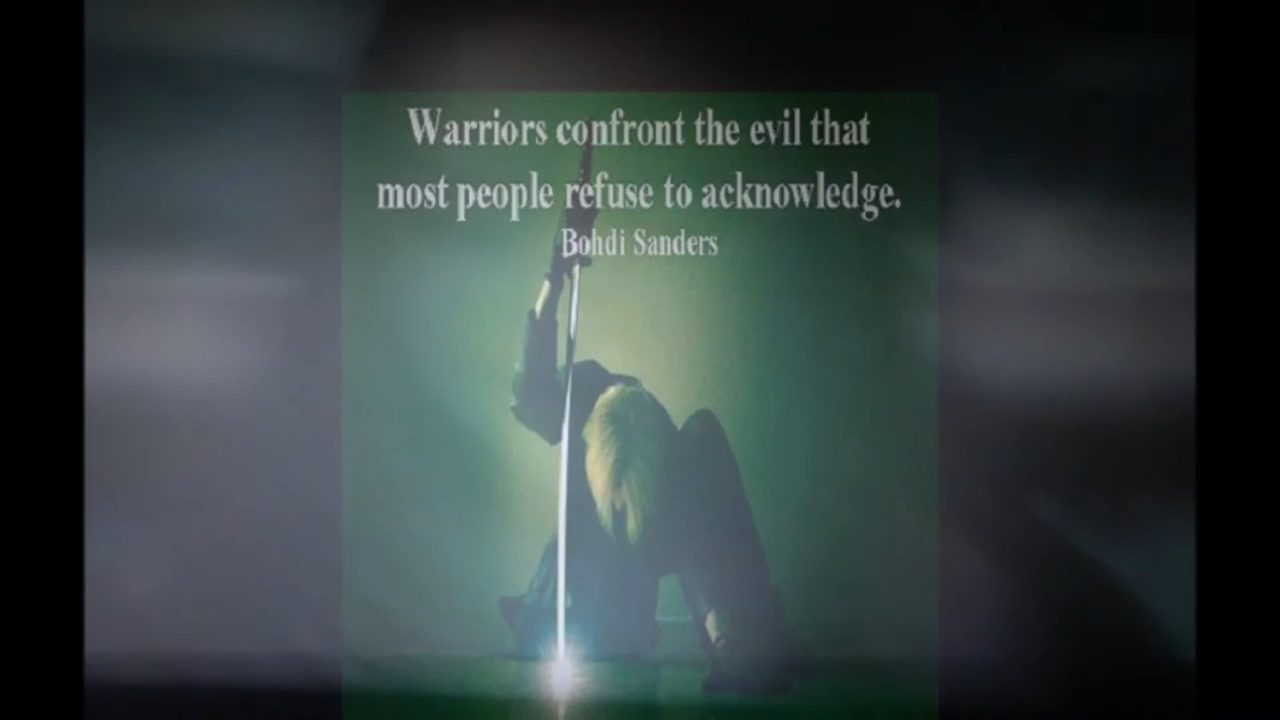 Warriors confront the evil that
most people refuse to acknowledge.
Bohdi Sanders